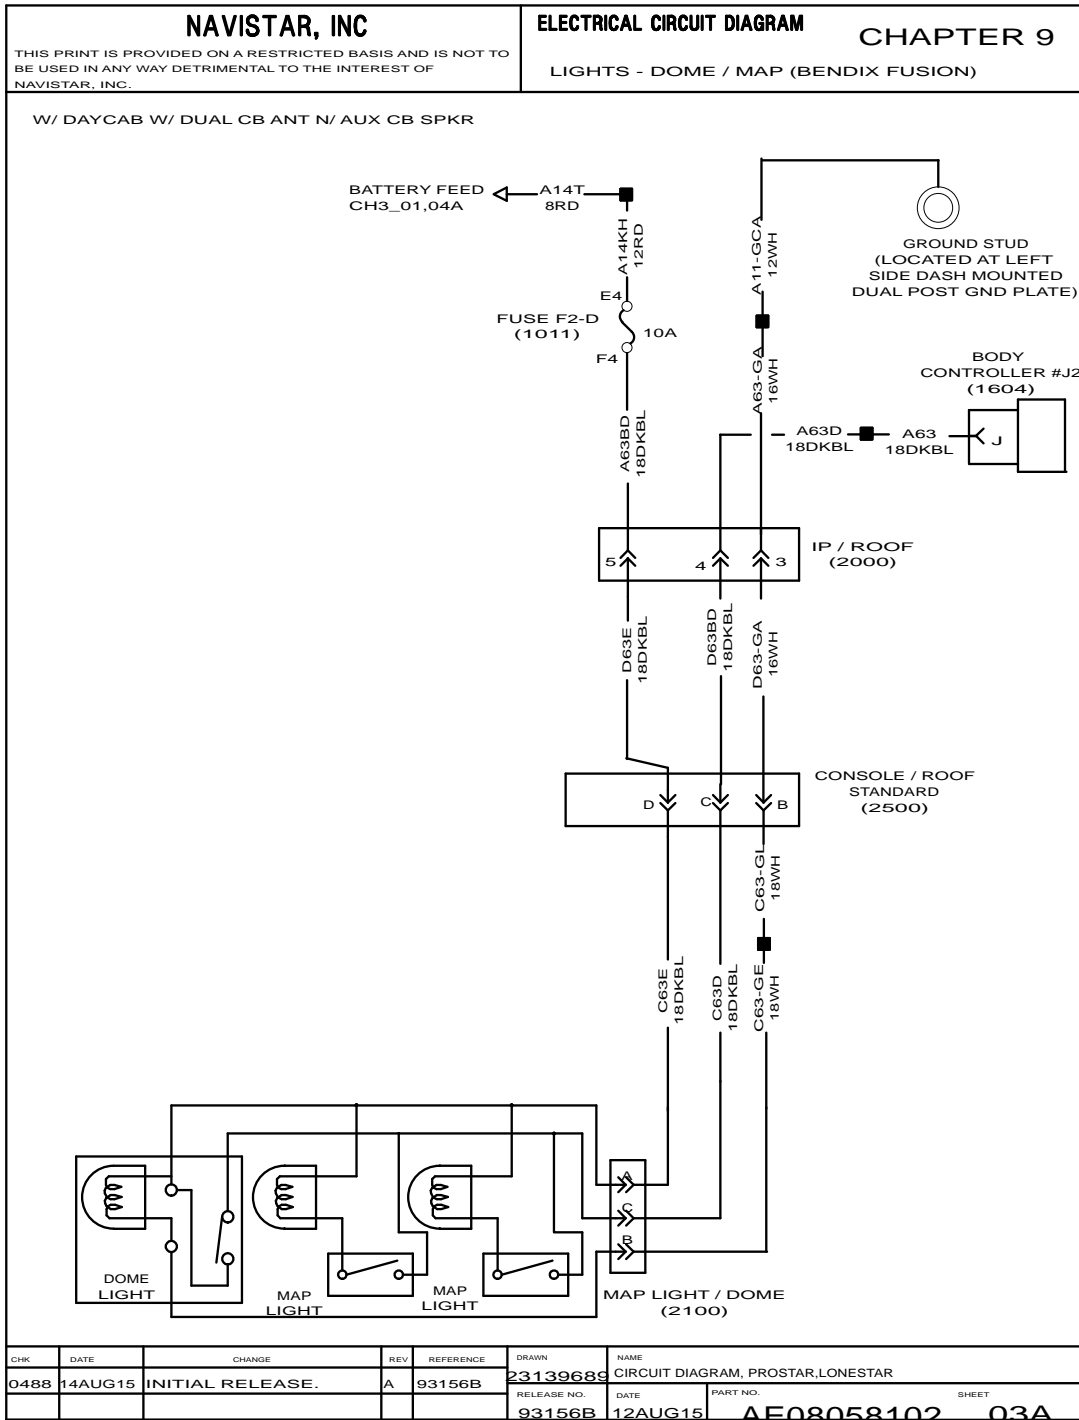 NAVISTAR, INC
THIS PRINT IS PROVIDED ON A RESTRICTED BASIS AND IS NOT TO
BE USED IN ANY WAY DETRIMENTAL TO THE INTEREST OF
NAVISTAR, INC.
ELECTRICAL CIRCUIT DIAGRAM
CHAPTER 9
LIGHTS - DOME / MAP (BENDIX FUSION)
W/ DAYCAB W/ DUAL CB ANT N/ AUX CB SPKR
BATTERY FEED
CH3_01,04A
A14T
8RD
A14KH
12RD
E4
FUSE F2-D
(1011)
10A
F4
A63BD
18DKBL
A11-GCA
12WH
GROUND STUD
(LOCATED AT LEFT
SIDE DASH MOUNTED
DUAL POST GND PLATE)
A63-GA
16WH
BODY
CONTROLLER #J2
(1604)
A63D
18DKBL
A63
18DKBL
J
5
4
3
IP / ROOF
(2000)
D63E
18DKBL
D63BD
18DKBL
D63-GA
16WH
D
C
B
CONSOLE / ROOF
STANDARD
(2500)
C63-GL
18WH
C63E
18DKBL
C63D
18DKBL
C63-GE
18WH
A
C
B
DOME
LIGHT
MAP
LIGHT
MAP
LIGHT
MAP LIGHT / DOME
(2100)
CHK
DATE
CHANGE
REV
REFERENCE
DRAWN
NAME
0488
14AUG15
INITIAL RELEASE.
A
93156B
23139689
CIRCUIT DIAGRAM, PROSTAR,LONESTAR
RELEASE NO.
DATE
PART NO.
SHEET
93156B
12AUG15
AF08058102
03A